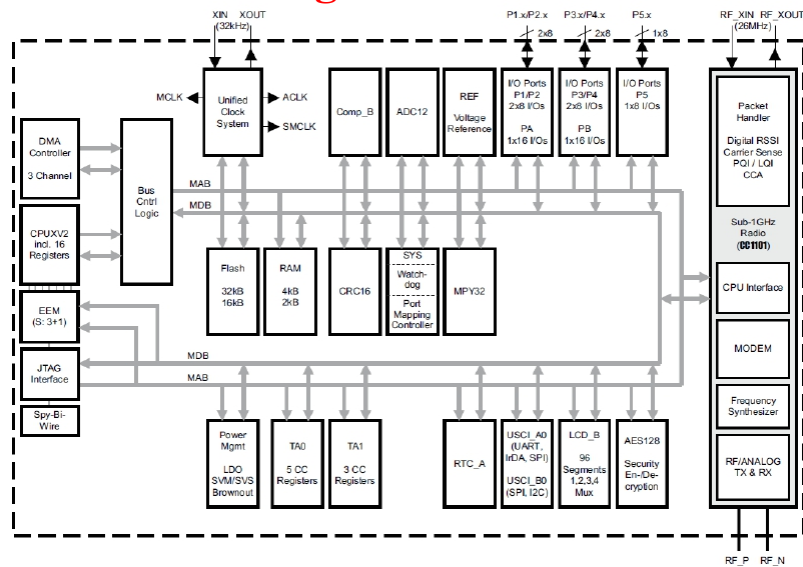 XIN XOUT
(32kHz)
P1.x/P2.x
2x8
P3.x/P4.x
2x8
P5.x
1x8
RF_XIN RF_XOUT
(26MHz)
MCLK
Unified
Clock
System
ACLK
SMCLK
Comp_B
ADC12
REF
Voltage
Reference
I/O Ports
P1/P2
2x8 I/Os
PA
1x16 I/Os
I/O Ports
P3/P4
2x8 I/Os
PB
1x16 I/Os
I/O Ports
P5
1x8 I/Os
Packet
Handler
Digital RSSI
Carrier Sense
PQI / LQI
CCA
DMA
Controller
3 Channel
Bus
Cntrl
Logic
MAB
MDB
CPUXV2
incl. 16
Registers
Sub-1GHz
Radio
(CC1101)
EEM
(S: 3+1)
Flash
32kB
16kB
RAM
4kB
2kB
CRC16
SYS
Watch-
dog
Port
Mapping
Controller
MPY32
CPU Interface
JTAG
Interface
MDB
MAB
MODEM
Spy-Bi-
Wire
Frequency
Synthesizer
Power
Mgmt
LDO
SVM/SVS
Brownout
TA0
5 CC
Registers
TA1
3 CC
Registers
RTC_A
USCI_A0
(UART,
IrDA, SPI)
USCI_B0
(SPI, I2C)
LCD_B
96
Segments
1,2,3,4
Mux
AES128
Security
En-/De-
cryption
RF/ANALOG
TX & RX
RF_P RF_N